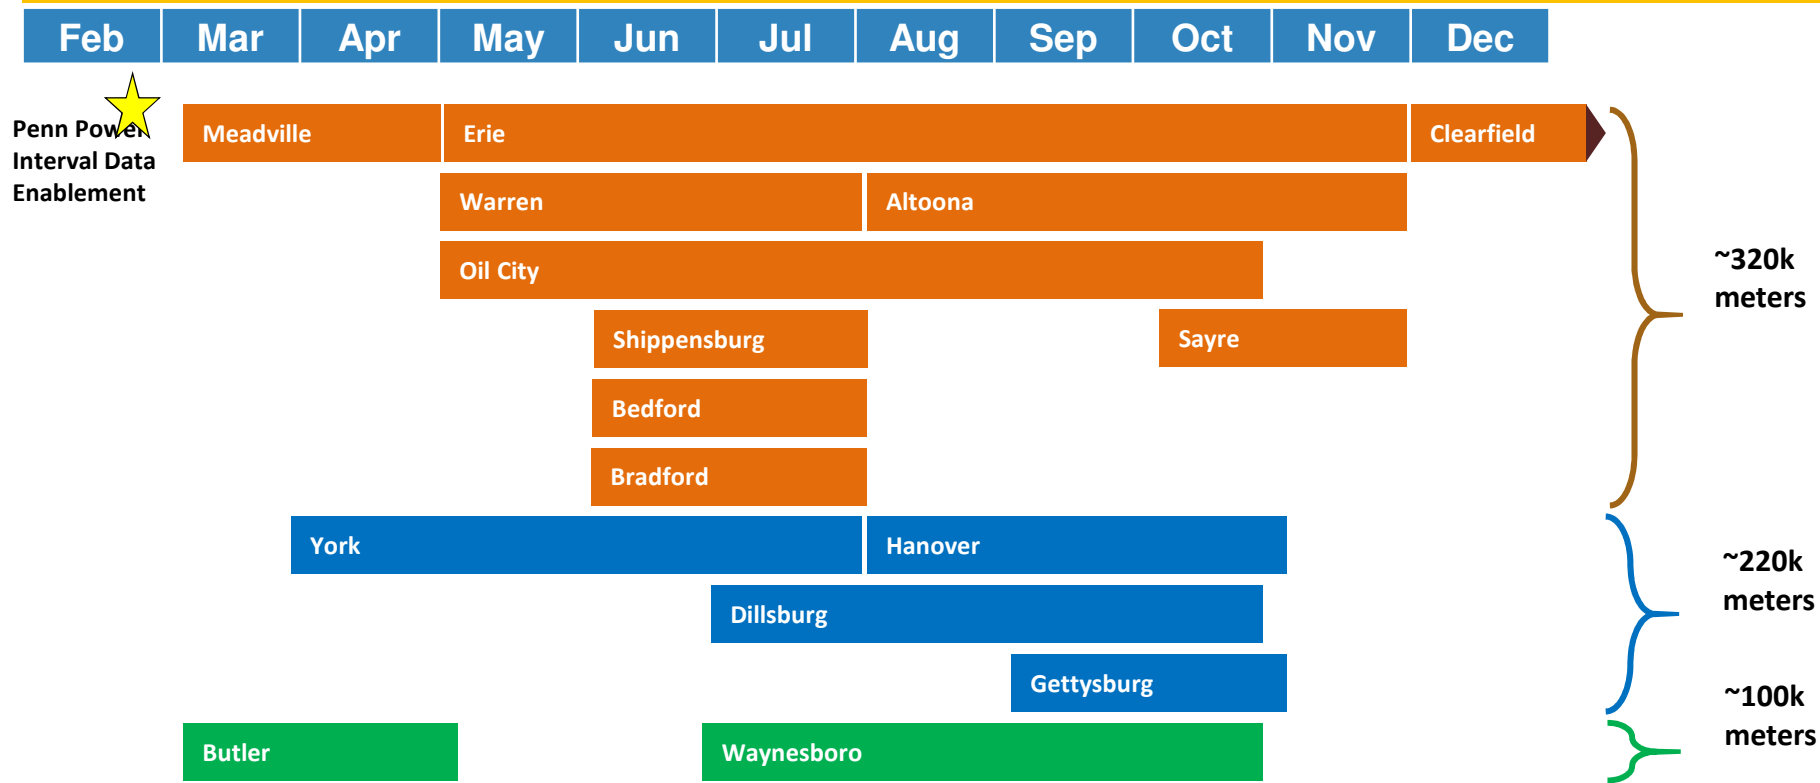 Feb Mar Apr May Jun Jul Aug Sep Oct Nov Dec
Penn Power
Interval Data
Enablement
Meadville Erie Clearfield
Warren Altoona
Oil City
~320k
meters
Shippensburg Sayre
Bedford
Bradford
York Hanover
~220k
meters
Dillsburg
Gettysburg
~100k
meters
Butler Waynesboro